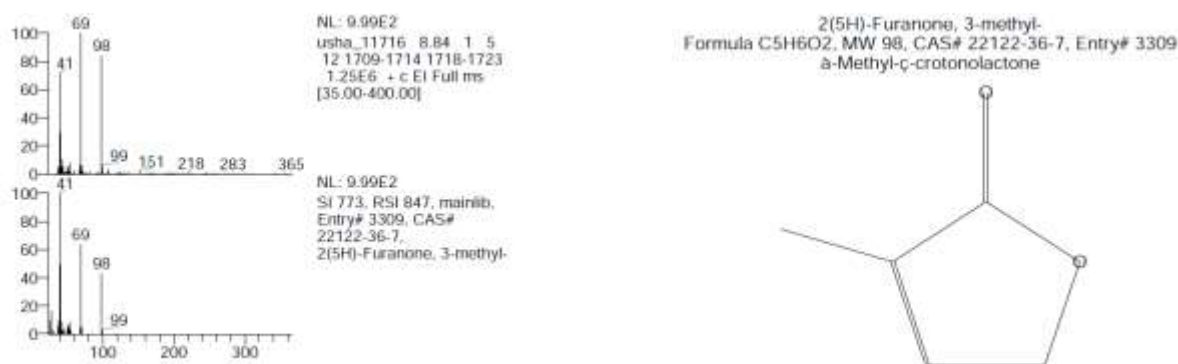 100
80
60
40
20
0
69
98
41
99
151
218
283
365
NL: 9.99E2
usha_11716 8.84 1 5
12 1709-1714 1718-1723
1.25E6 + c EI Full ms
[35.00-400.00]
100
80
60
40
20
0
41
69
98
99
100
200
300
NL: 9.99E2
SI 773, RSI 847, mainlib,
Entry# 3309, CAS#
22122-36-7,
2(5H)-Furanone, 3-methyl-
2(5H)-Furanone, 3-methyl-
Formula C5H6O2, MW 98, CAS# 22122-36-7, Entry# 3309
à-Methyl-ç-crotonolactone